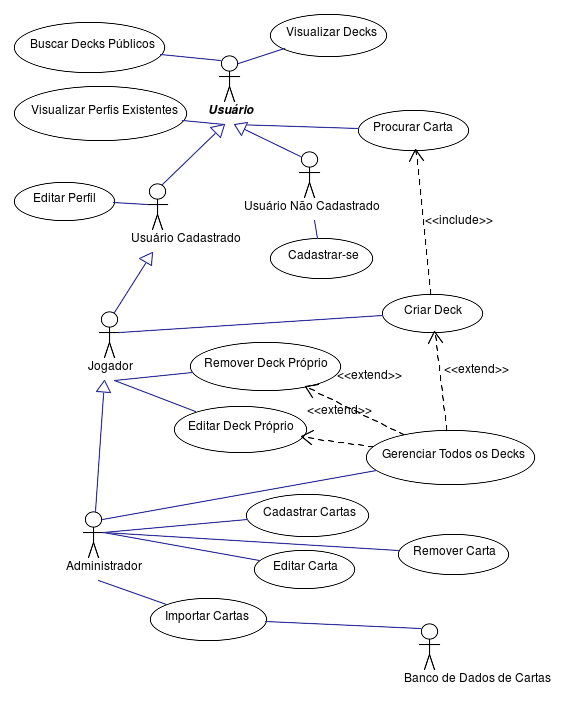 Visualizar Decks
Buscar Decks Públicos
Usuário
Visualizar Perfis Existentes
Procurar Carta
Editar Perfil
Usuário Não Cadastrado
<<include>>
Usuário Cadastrado
Cadastrar-se
Criar Deck
Jogador
Remover Deck Próprio
<<extend>>
<<extend>>
<<extend>>
Editar Deck Próprio
Gerenciar Todos os Decks
Cadastrar Cartas
Remover Carta
Administrador
Editar Carta
Importar Cartas
Banco de Dados de Cartas